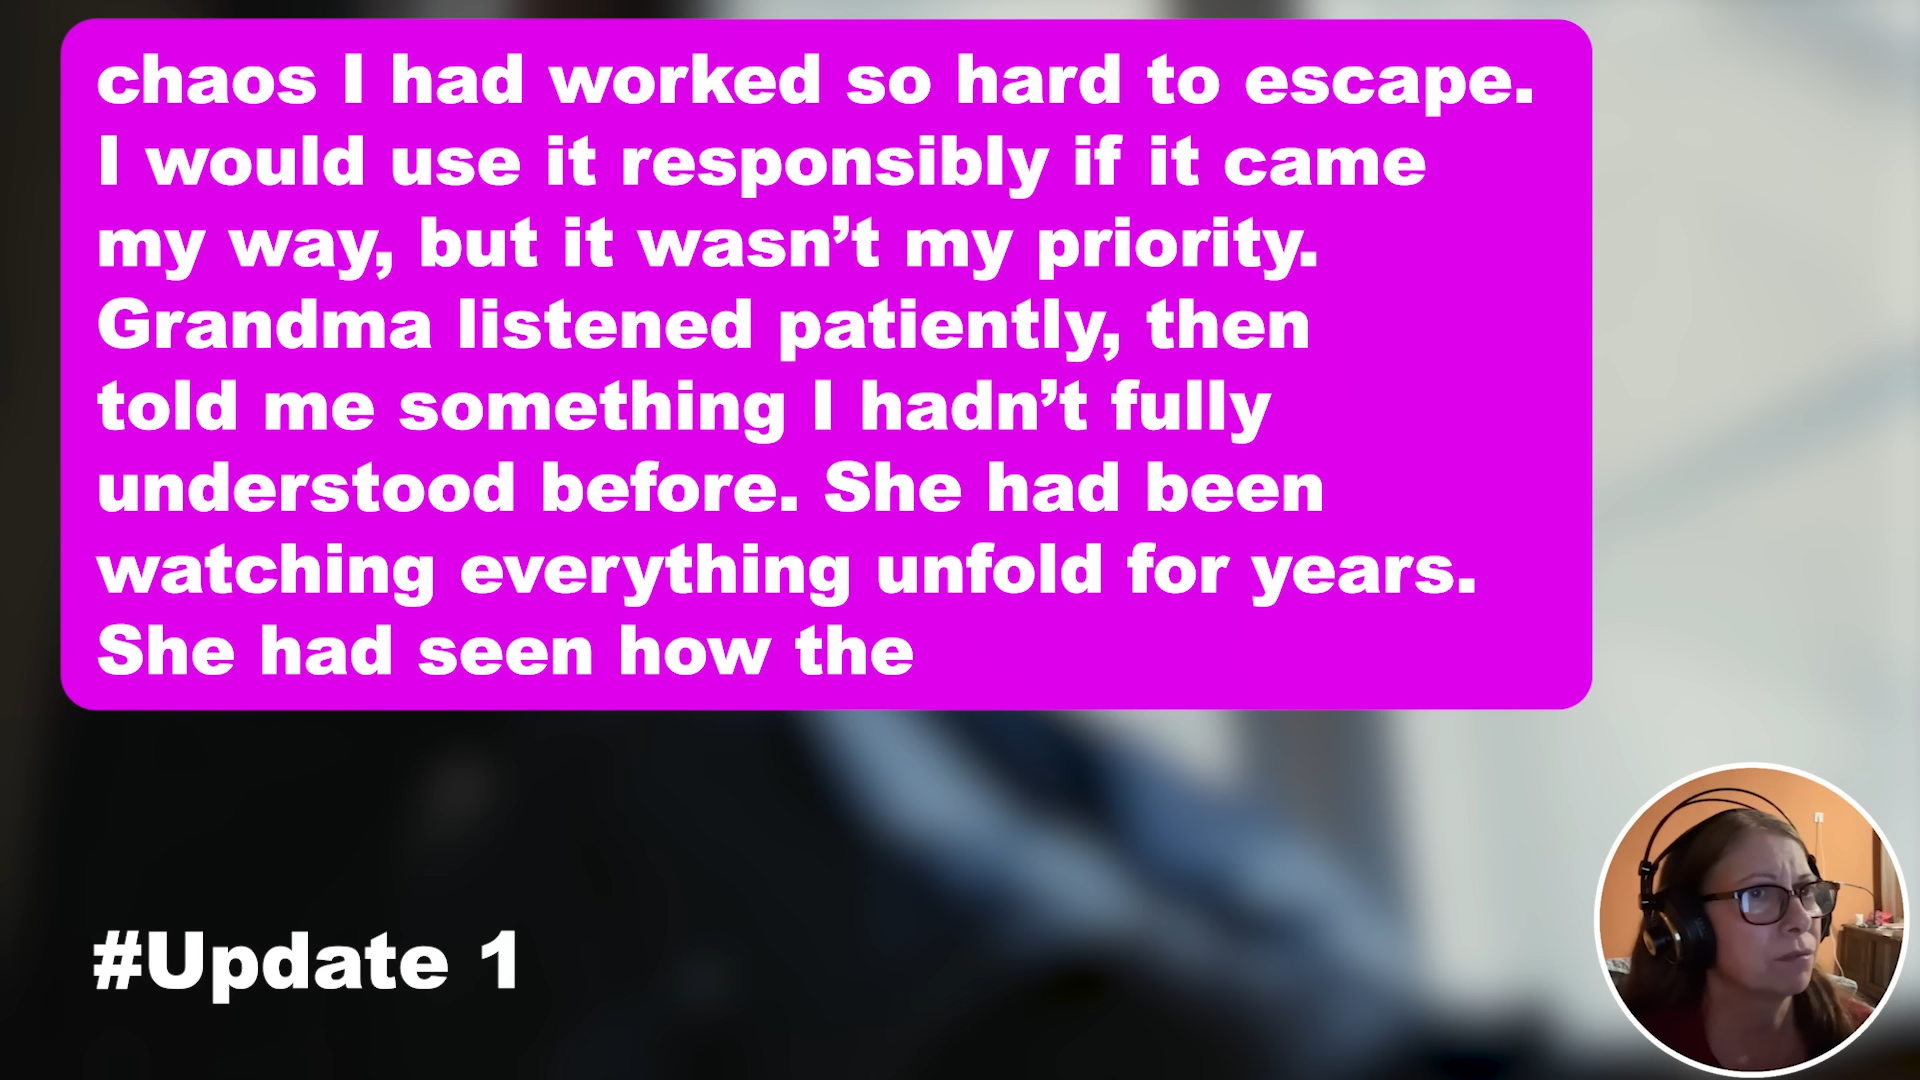 chaos I had worked so hard to escape.
I would use it responsibly if it came
my way, but it wasn’t my priority.
Grandma listened patiently, then
told me something I hadn’t fully
understood before. She had been
watching everything unfold for years.
She had seen how the
#Update 1